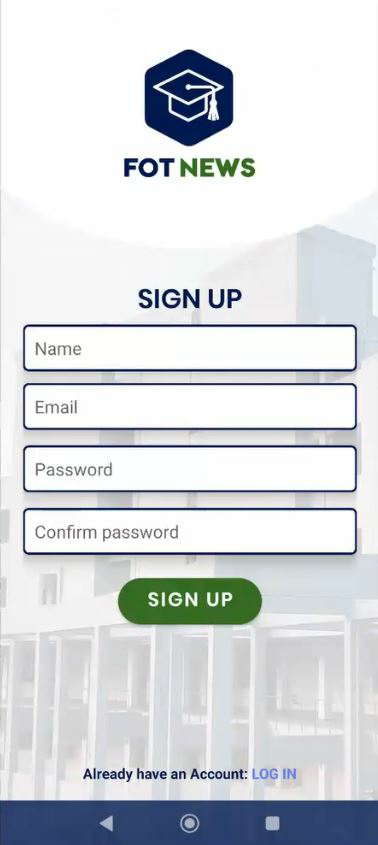 FOT NEWS
SIGN UP
Name
Email
Password
Confirm password
SIGN UP
Already have an Account: LOG IN